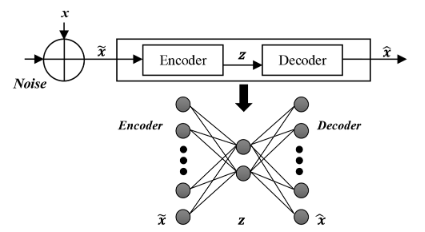 x
x̃ Encoder z Decoder x̂
Noise
Encoder Decoder
x̃ z x̂